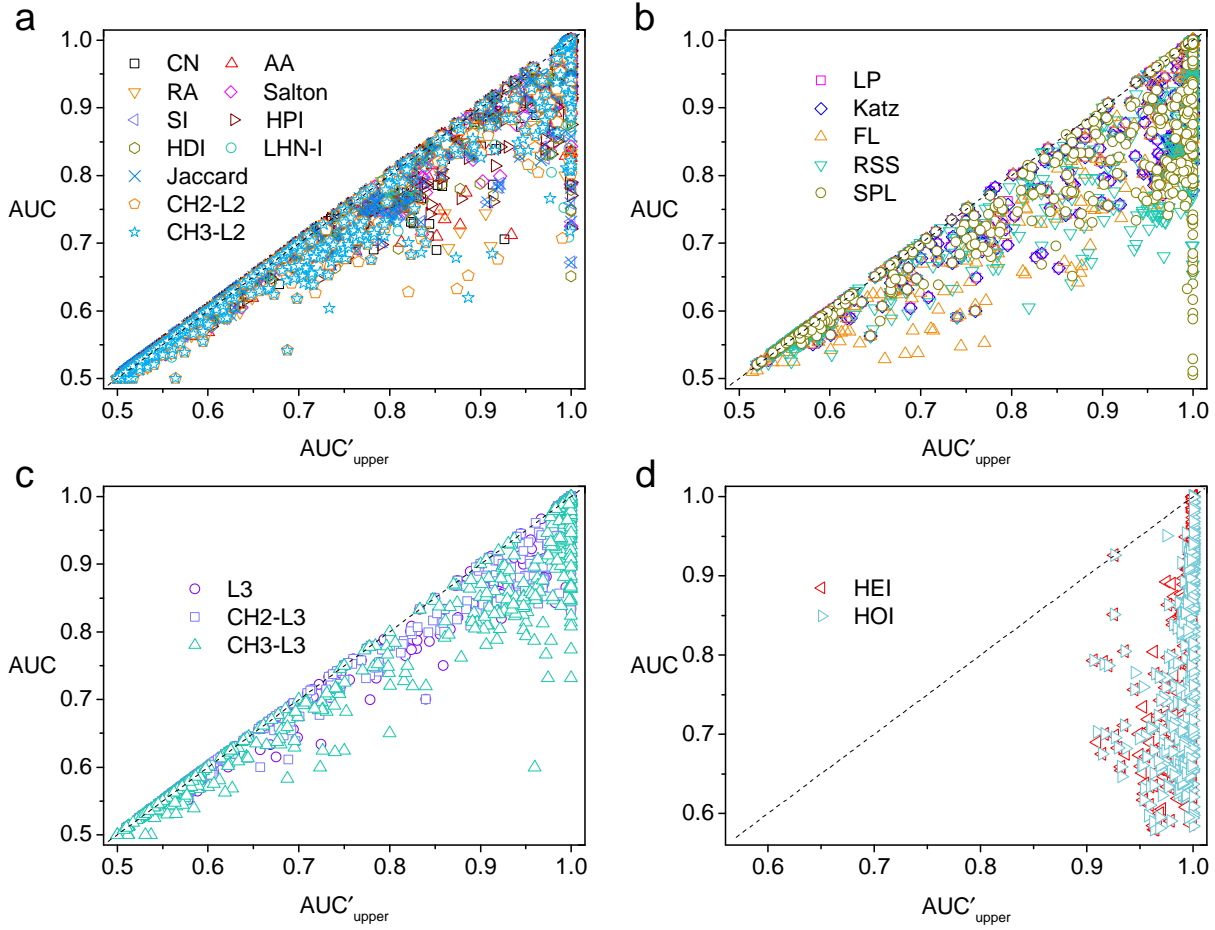 a
1.0
0.9
0.8
0.7
0.6
0.5
AUC
CN
AA
RA
Salton
SI
HPI
HDI
LHN-I
Jaccard
CH2-L2
CH3-L2
0.5 0.6 0.7 0.8 0.9 1.0
AUC′upper
b
1.0
0.9
0.8
0.7
0.6
0.5
AUC
LP
Katz
FL
RSS
SPL
0.5 0.6 0.7 0.8 0.9 1.0
AUC′upper
c
1.0
0.9
0.8
0.7
0.6
0.5
AUC
L3
CH2-L3
CH3-L3
0.5 0.6 0.7 0.8 0.9 1.0
AUC′upper
d
1.0
0.9
0.8
0.7
0.6
AUC
HEI
HOI
0.6 0.7 0.8 0.9 1.0
AUC′upper